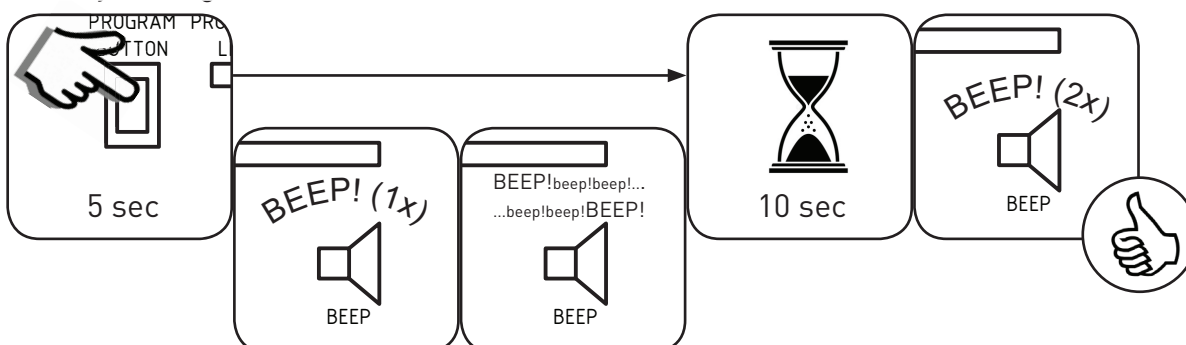 PROGRAM
BUTTON
5 sec
BEEP! (1x)
BEEP
BEEP!beep!beep!...
...beep!beep!BEEP!
BEEP
10 sec
BEEP! (2x)
BEEP